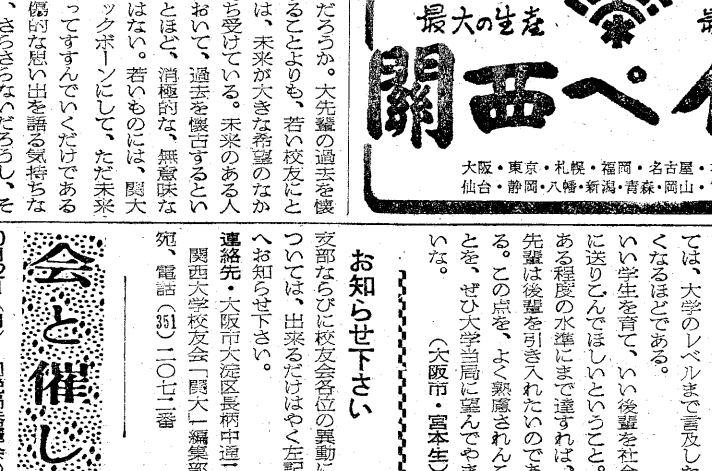 最大の生産
關西ペ
大阪・東京・札幌・福岡・名古屋・
仙台・静岡・八幡・新潟・青森・岡山・
だろうか。大先輩の過去を懐
ることよりも、若い校友にと
は、未来が大きな希望のなか
ち受けている。未来のある人
おいて、過去を懐古するとい
とほど、消極的な、無意味な
はない。若いものには、関大
ックボーンにして、ただ未来
ってすすんでいくだけである
傷的な思い出を語る気持ちな
、さらさらないだろうし、そ
ては、大学のレベルまで言及した
くなるほどである。
いい学生を育て、いい後輩を社
に送りこんでほしいということ
ある程度の水準にまで達すれば、
先輩は後輩を引き入れたいのでき
る。この点を、よく熟慮されんこ
とを、ぜひ大学当局に望んでやま
いな。
（大阪市・宮本生）
お知らせ下さい
支部ならびに校友会各位の異動に
ついては、出来るだけはやく左記
へお知らせ下さい。
連絡先・大阪市大淀区長柄中通二
関西大学校友会「関大」編集部
宛、電話（351）二〇七二番
会と催し